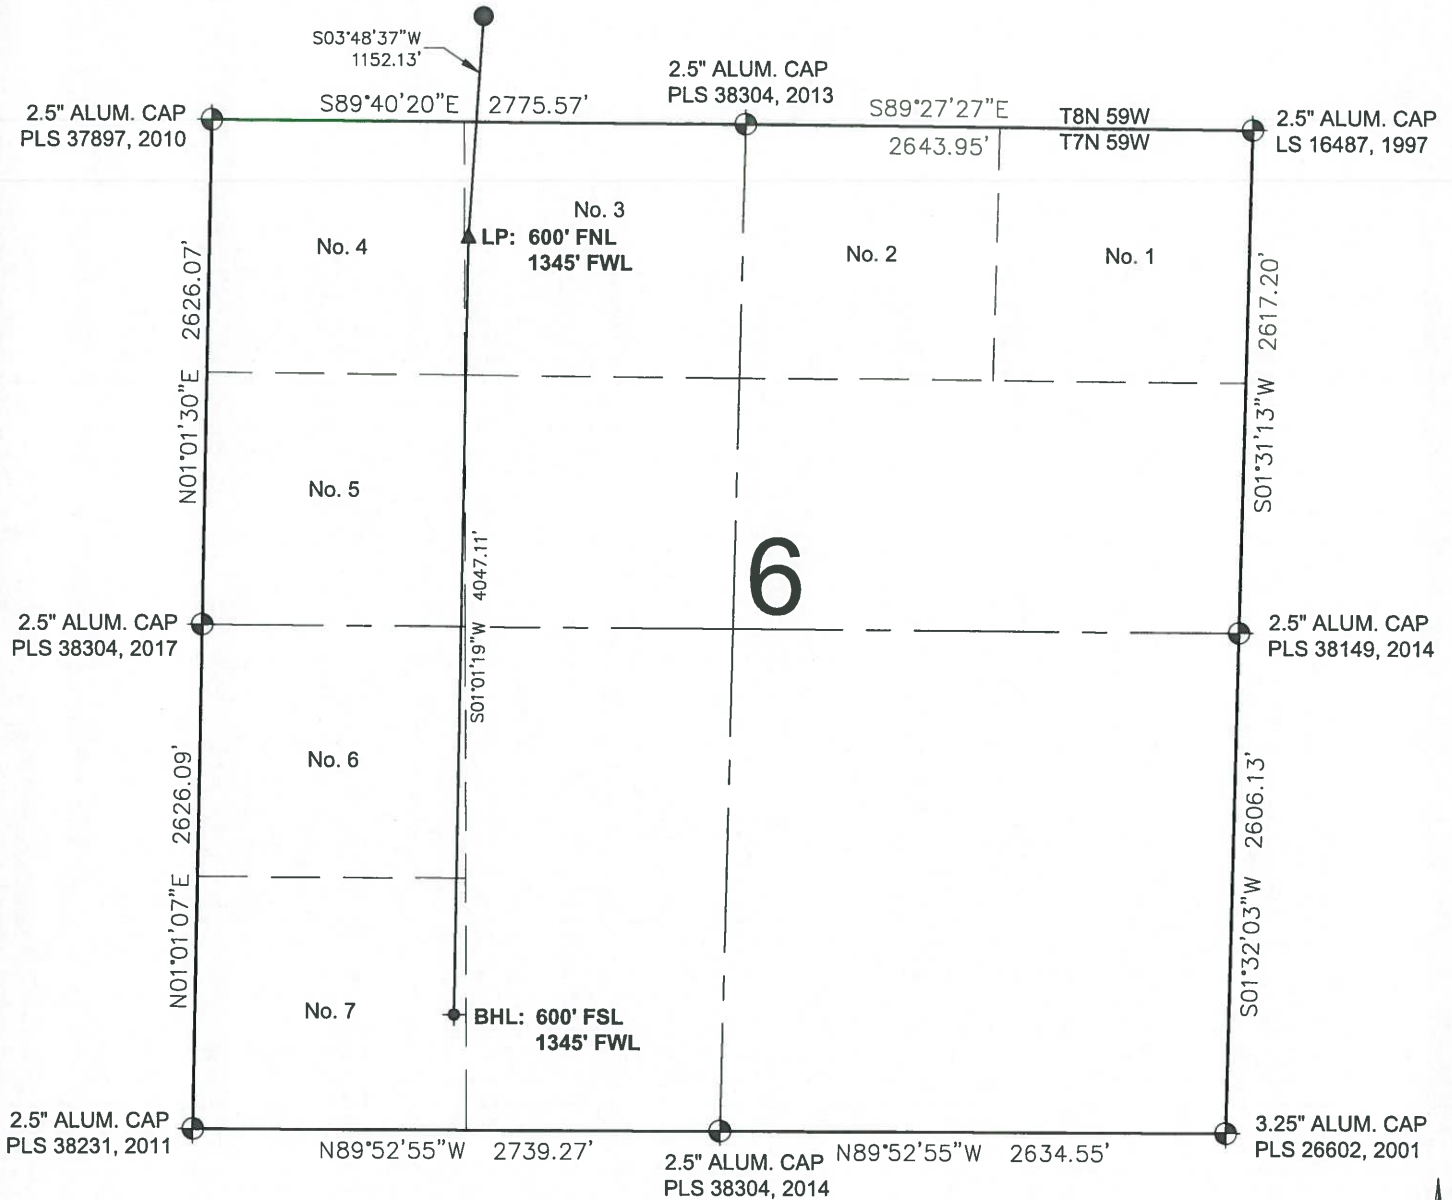 S03°48'37"W
1152.13'
2.5" ALUM. CAP
PLS 38304, 2013
S89°40'20"E 2775.57'
S89°27'27"E
2643.95'
T8N 59W
T7N 59W
2.5" ALUM. CAP
PLS 37897, 2010
2.5" ALUM. CAP
LS 16487, 1997
No. 4
No. 3
LP: 600' FNL
1345' FWL
No. 2
No. 1
N01°01'30"E 2626.07'
S01°31'13"W 2617.20'
No. 5
6
S01°01'19"W 4047.11'
2.5" ALUM. CAP
PLS 38304, 2017
2.5" ALUM. CAP
PLS 38149, 2014
No. 6
N01°01'07"E 2626.09'
S01°32'03"W 2606.13'
No. 7
BHL: 600' FSL
1345' FWL
2.5" ALUM. CAP
PLS 38231, 2011
N89°52'55"W 2739.27'
2.5" ALUM. CAP
PLS 38304, 2014
N89°52'55"W 2634.55'
3.25" ALUM. CAP
PLS 26602, 2001